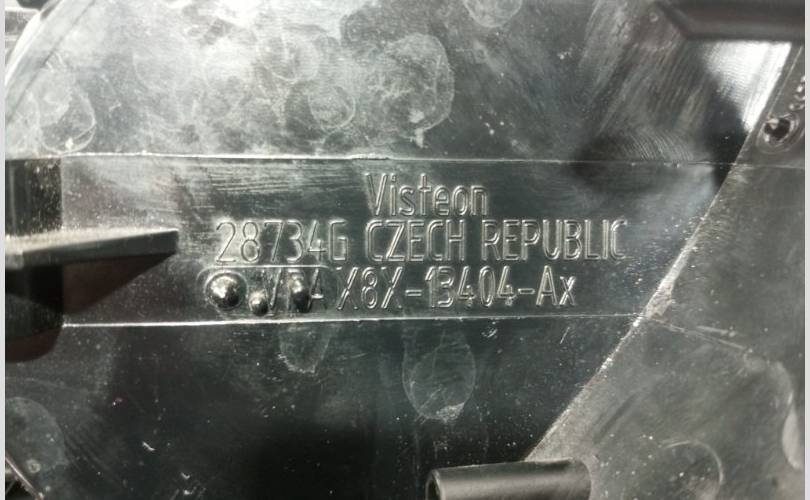 Visteon
28734G CZECH REPUBLIC
X8X-13404-Ax